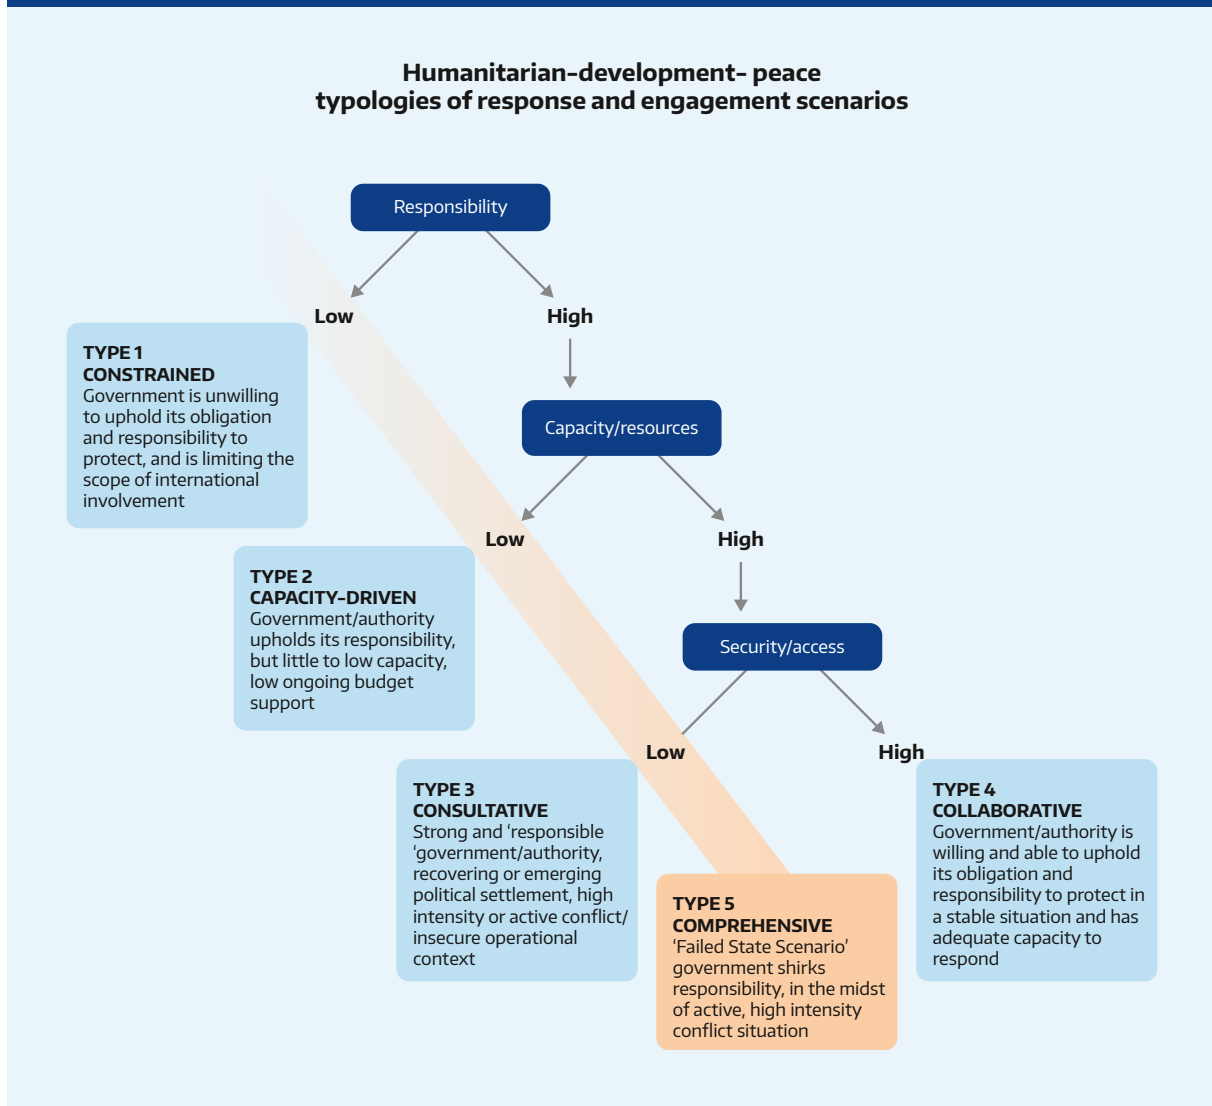 Humanitarian-development- peace
typologies of response and engagement scenarios
Responsibility
Low
High
TYPE 1
CONSTRAINED
Government is unwilling
to uphold its obligation
and responsibility to
protect, and is limiting the
scope of international
involvement
Capacity/resources
Low
High
TYPE 2
CAPACITY-DRIVEN
Government/authority
upholds its responsibility,
but little to low capacity,
low ongoing budget
support
Security/access
Low
High
TYPE 3
CONSULTATIVE
Strong and ‘responsible
‘government/authority,
recovering or emerging
political settlement, high
intensity or active conflict/
insecure operational
context
TYPE 4
COLLABORATIVE
Government/authority is
willing and able to uphold
its obligation and
responsibility to protect in
a stable situation and has
adequate capacity to
respond
TYPE 5
COMPREHENSIVE
‘Failed State Scenario’
government shirks
responsibility, in the midst
of active, high intensity
conflict situation